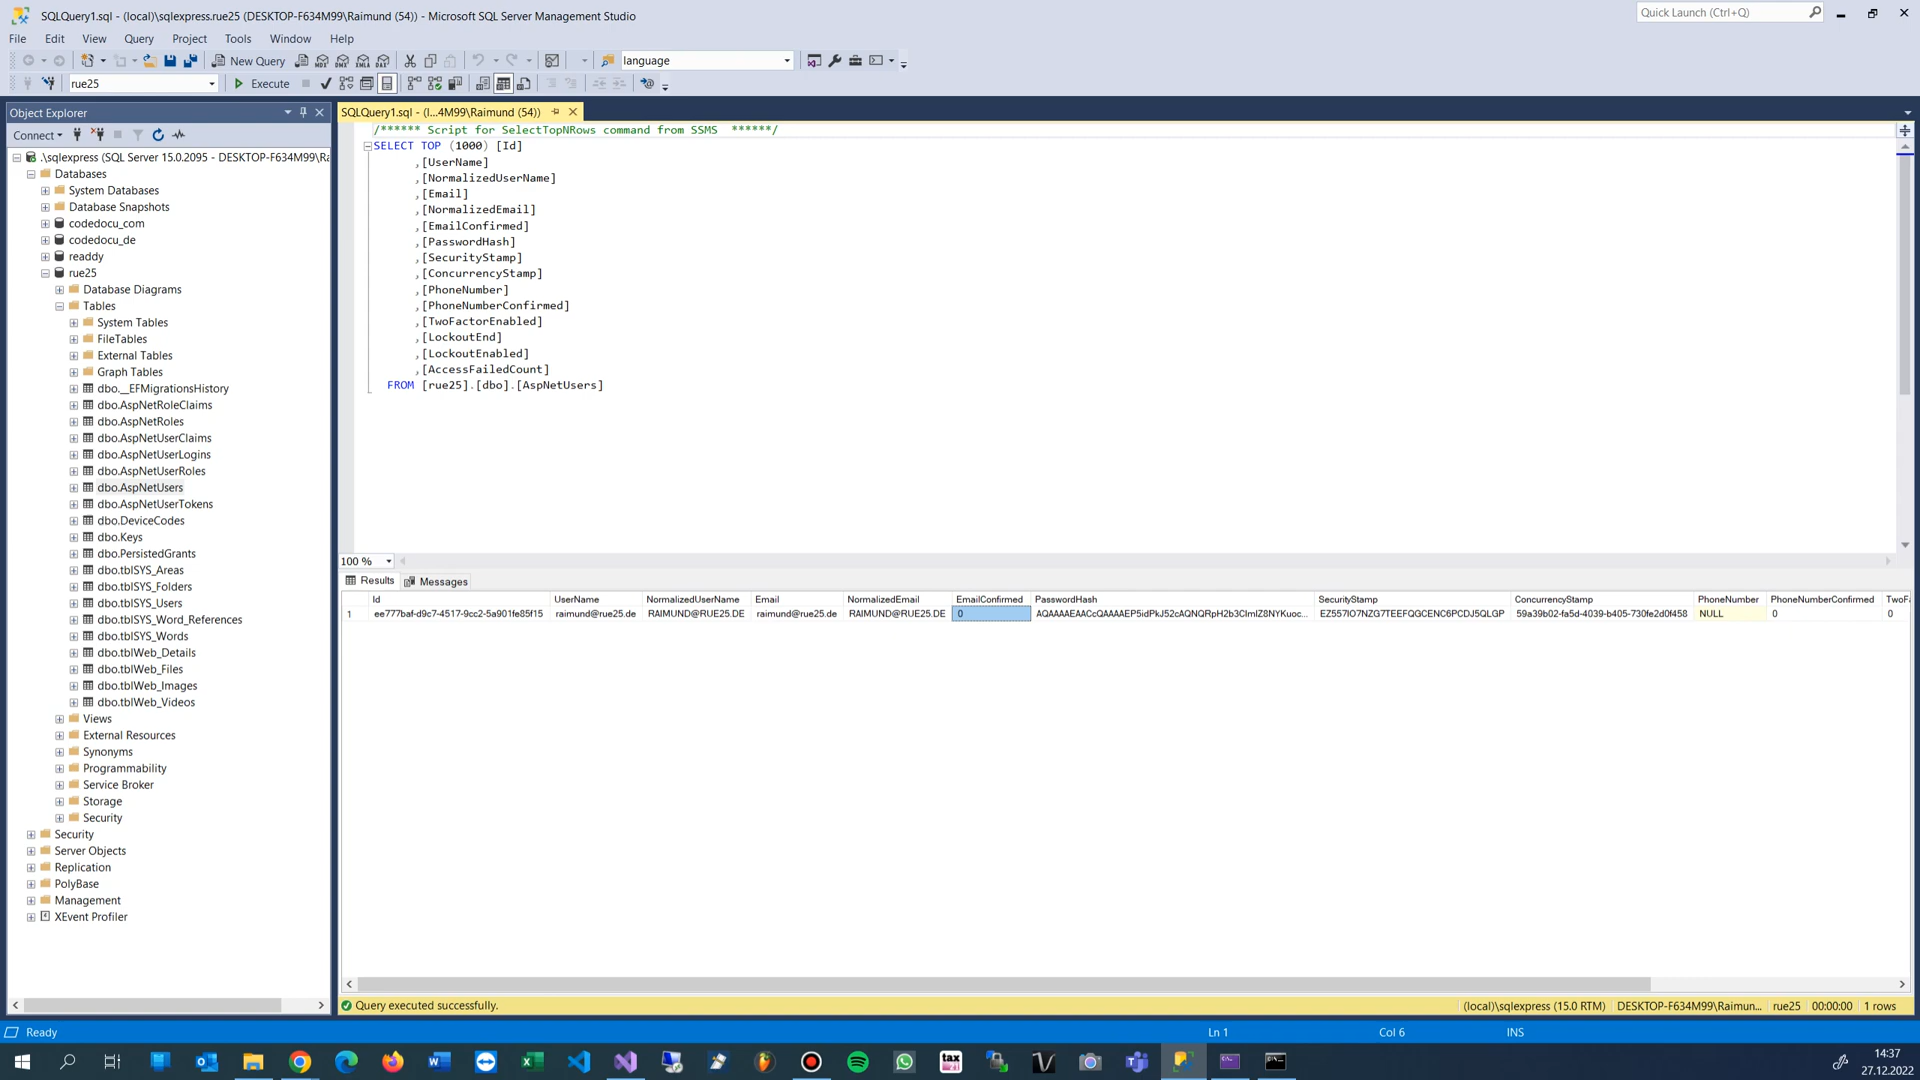 SQLQuery1.sql - (local)\sqlexpress.rue25 (DESKTOP-F634M99\Raimund (54)) - Microsoft SQL Server Management Studio
Quick Launch (Ctrl+Q)
File Edit View Query Project Tools Window Help
New Query
language
rue25
Execute
Object Explorer
Connect
.\sqlexpress (SQL Server 15.0.2095 - DESKTOP-F634M99\Ra
Databases
System Databases
Database Snapshots
codedocu_com
codedocu_de
readdy
rue25
Database Diagrams
Tables
System Tables
FileTables
External Tables
Graph Tables
dbo.__EFMigrationsHistory
dbo.AspNetRoleClaims
dbo.AspNetRoles
dbo.AspNetUserClaims
dbo.AspNetUserLogins
dbo.AspNetUserRoles
dbo.AspNetUsers
dbo.AspNetUserTokens
dbo.DeviceCodes
dbo.Keys
dbo.PersistedGrants
dbo.tblSYS_Areas
dbo.tblSYS_Folders
dbo.tblSYS_Users
dbo.tblSYS_Word_References
dbo.tblSYS_Words
dbo.tblWeb_Details
dbo.tblWeb_Files
dbo.tblWeb_Images
dbo.tblWeb_Videos
Views
External Resources
Synonyms
Programmability
Service Broker
Storage
Security
Security
Server Objects
Replication
PolyBase
Management
XEvent Profiler
SQLQuery1.sql - (l...4M99\Raimund (54))
/****** Script for SelectTopNRows command from SSMS  ******/
SELECT TOP (1000) [Id]
,[UserName]
,[NormalizedUserName]
,[Email]
,[NormalizedEmail]
,[EmailConfirmed]
,[PasswordHash]
,[SecurityStamp]
,[ConcurrencyStamp]
,[PhoneNumber]
,[PhoneNumberConfirmed]
,[TwoFactorEnabled]
,[LockoutEnd]
,[LockoutEnabled]
,[AccessFailedCount]
FROM [rue25].[dbo].[AspNetUsers]
100 %
Results Messages
Id UserName NormalizedUserName Email NormalizedEmail EmailConfirmed PasswordHash SecurityStamp ConcurrencyStamp PhoneNumber PhoneNumberConfirmed TwoFa
1 ee777baf-d9c7-4517-9cc2-5a901fe85f15 raimund@rue25.de RAIMUND@RUE25.DE raimund@rue25.de RAIMUND@RUE25.DE 0 AQAAAAEAACcQAAAAEP5idPkJ52cAQNQRpH2b3CImIZ8NYKuoc... EZ557IO7NZG7TEEFQGCENC6PCDJ5QLGP 59a39b02-fa5d-4039-b405-730fe2d0f458 NULL 0 0
Query executed successfully.
(local)\sqlexpress (15.0 RTM) DESKTOP-F634M99\Raimun... rue25 00:00:00 1 rows
Ready
Ln 1 Col 6 INS
tax
14:37
27.12.2022